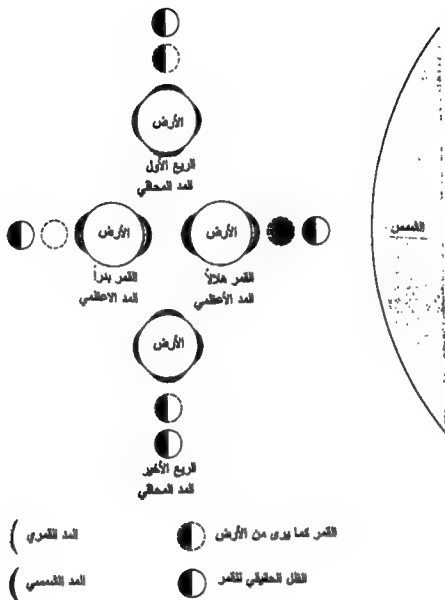 الأرض
الربع الأول
المد المحاقي
الشمس
الأرض
القمر هلالاً
المد الأعظمي
الأرض
القمر بدراً
المد الاعظمي
الأرض
الربع الأخير
المد المحاقي
القمر كما يرى من الأرض
المد القمري
الظل الحقيقي للقمر
المد الشمسي